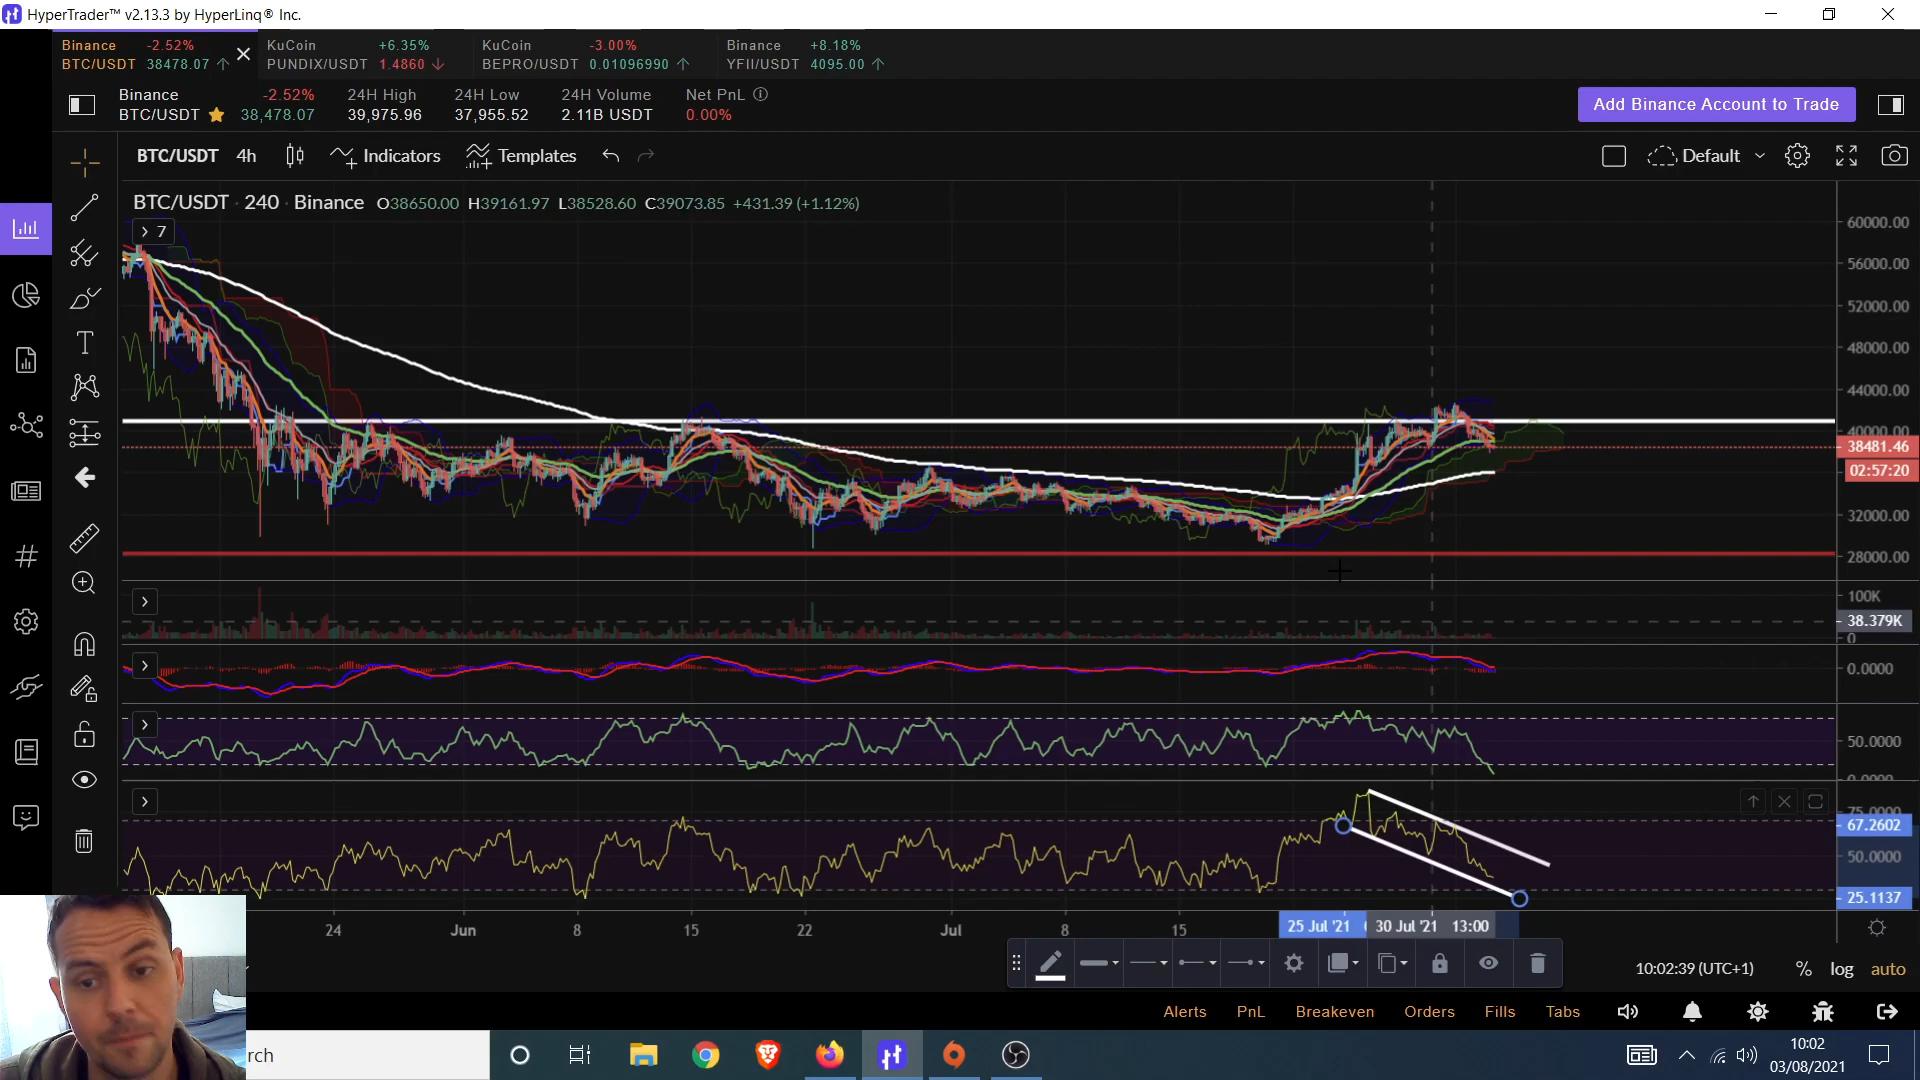 HyperTrader™ v2.13.3 by HyperLinq® Inc.
Binance -2.52%
BTC/USDT 38478.07
KuCoin +6.35%
PUNDIX/USDT 1.4860
KuCoin -3.00%
BEPRO/USDT 0.01096990
Binance +8.18%
YFII/USDT 4095.00
Binance -2.52% 24H High 24H Low 24H Volume Net PnL
BTC/USDT 38,478.07 39,975.96 37,955.52 2.11B USDT 0.00%
Add Binance Account to Trade
BTC/USDT 4h Indicators Templates Default
BTC/USDT · 240 · Binance O38650.00 H39161.97 L38528.60 C39073.85 +431.39 (+1.12%)
7
60000.00
56000.00
52000.00
48000.00
44000.00
40000.00
38481.46
02:57:20
32000.00
28000.00
100K
38.379K
0
0.0000
50.0000
0.0000
75.0000
67.2602
50.0000
25.1137
24 Jun 8 15 22 Jul 8 15 25 Jul '21 30 Jul '21 13:00
10:02:39 (UTC+1) % log auto
Alerts PnL Breakeven Orders Fills Tabs
rch
10:02
03/08/2021